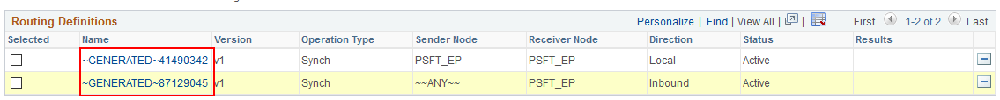 Routing Definitions Personalize | Find | View All | | First 1-2 of 2 Last
Selected Name Version Operation Type Sender Node Receiver Node Direction Status Results
~GENERATED~41490342 v1 Synch PSFT_EP PSFT_EP Local Active
~GENERATED~87129045 v1 Synch ~~ANY~~ PSFT_EP Inbound Active